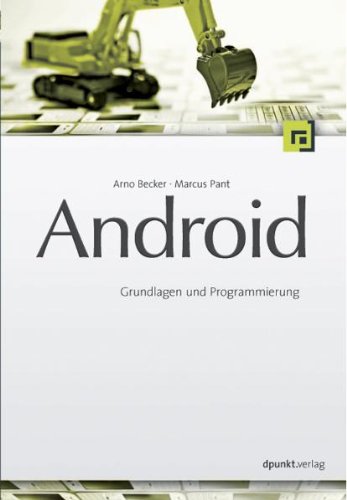 Arno Becker · Marcus Pant
Android
Grundlagen und Programmierung
dpunkt.verlag